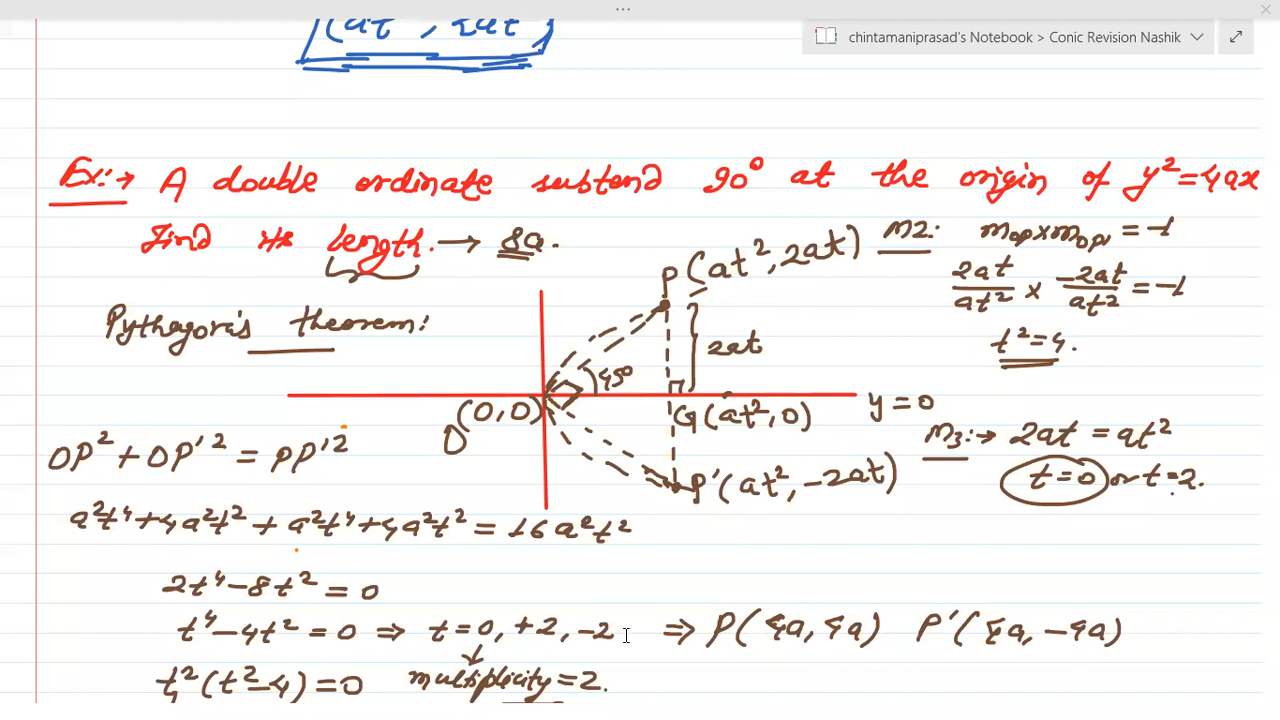 (at², 2at)
chintamaniprasad's Notebook > Conic Revision Nashik
Ex:→ A double ordinate subtend 90° at the origin of y²=4ax
Find its length. → 8a.
Pythagora's theorem:
P(at², 2at)
2at
45°
(0,0)
O
G(at²,0)
y=0
P'(at², -2at)
M2: m_OP × m_OP' = -1
2at/at² × -2at/at² = -1
t²=4.
M3:→ 2at = at²
t=0 or t=2.
OP²+OP'² = PP'²
a²t⁴+4a²t²+a²t⁴+4a²t² = 16a²t²
2t⁴-8t²=0
t⁴-4t²=0 ⇒ t=0,+2,-2 ⇒ P(4a,4a) P'(4a,-4a)
t²(t²-4)=0 multiplicity=2.